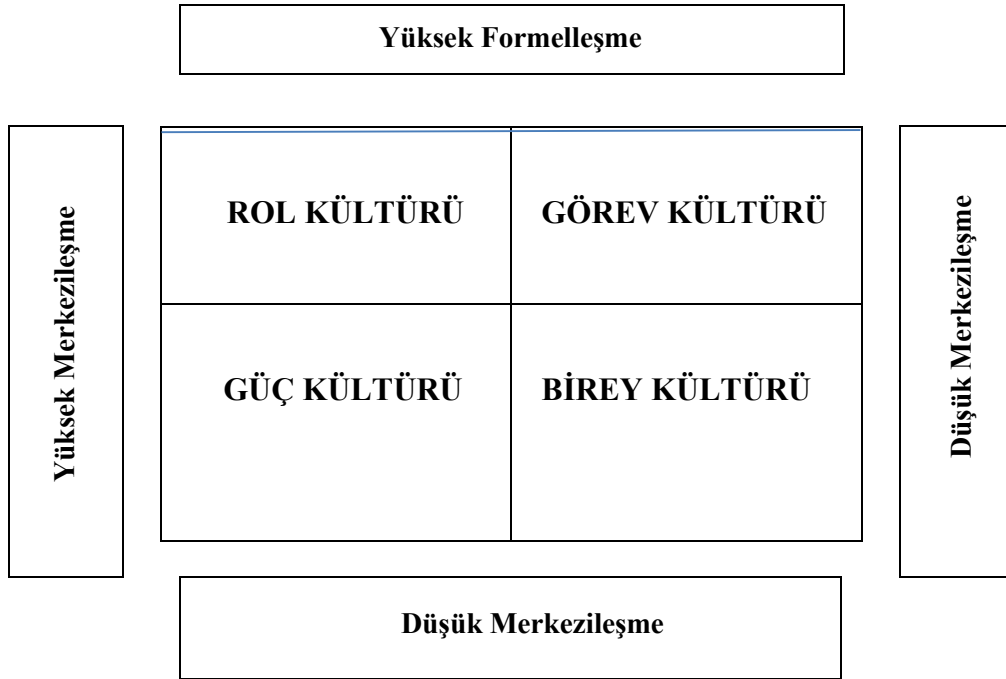 Yüksek Formelleşme
Yüksek Merkezileşme
ROL KÜLTÜRÜ
GÖREV KÜLTÜRÜ
Düşük Merkezileşme
GÜÇ KÜLTÜRÜ
BİREY KÜLTÜRÜ
Düşük Merkezileşme